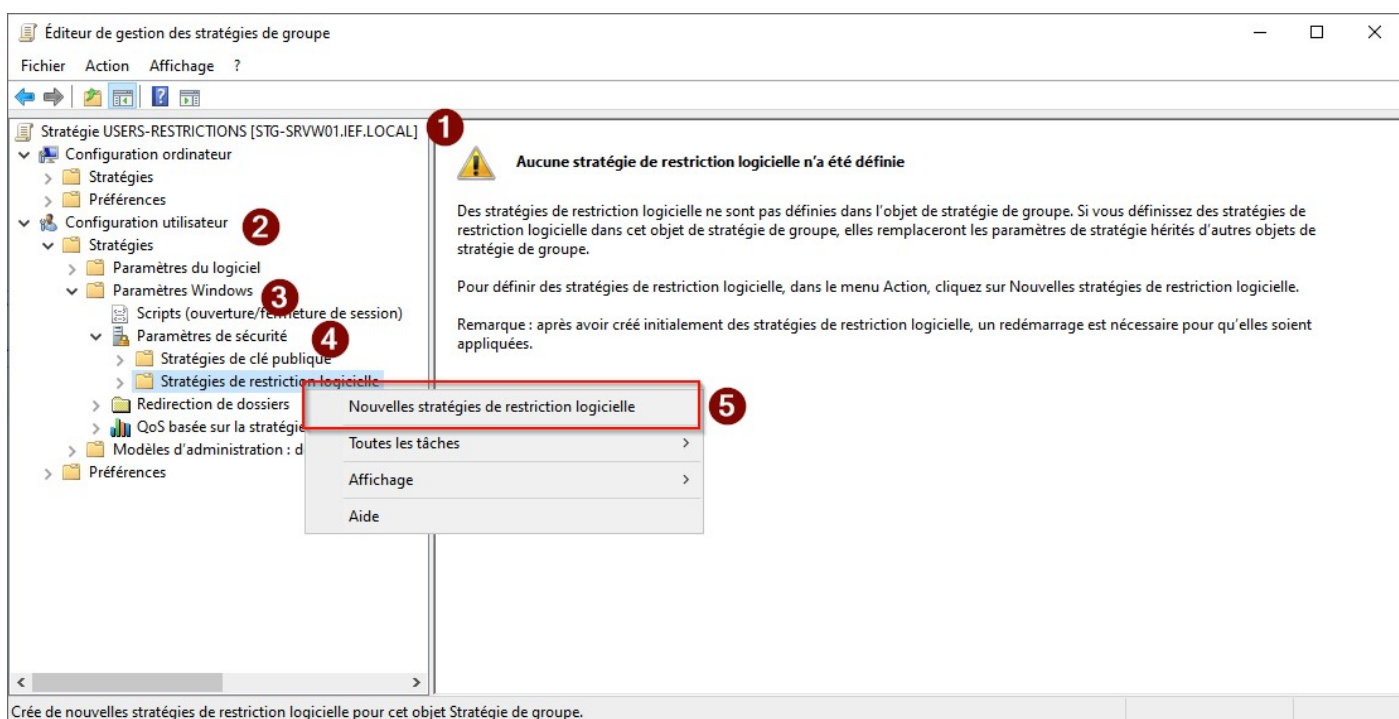 Éditeur de gestion des stratégies de groupe
Fichier Action Affichage ?
Stratégie USERS-RESTRICTIONS [STG-SRVW01.IEF.LOCAL]
1
Configuration ordinateur
Stratégies
Préférences
Configuration utilisateur
2
Stratégies
Paramètres du logiciel
Paramètres Windows
3
Scripts (ouverture/fermeture de session)
Paramètres de sécurité
4
Stratégies de clé publique
Stratégies de restriction logicielle
Redirection de dossiers
QoS basée sur la stratégie
Modèles d'administration : d
Préférences
Nouvelles stratégies de restriction logicielle
5
Toutes les tâches
Affichage
Aide
Aucune stratégie de restriction logicielle n'a été définie
Des stratégies de restriction logicielle ne sont pas définies dans l'objet de stratégie de groupe. Si vous définissez des stratégies de
restriction logicielle dans cet objet de stratégie de groupe, elles remplaceront les paramètres de stratégie hérités d'autres objets de
stratégie de groupe.
Pour définir des stratégies de restriction logicielle, dans le menu Action, cliquez sur Nouvelles stratégies de restriction logicielle.
Remarque : après avoir créé initialement des stratégies de restriction logicielle, un redémarrage est nécessaire pour qu'elles soient
appliquées.
Crée de nouvelles stratégies de restriction logicielle pour cet objet Stratégie de groupe.